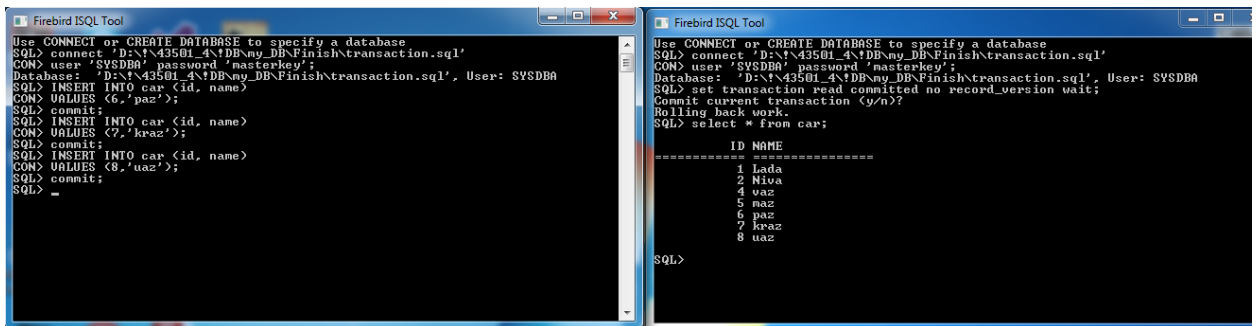 Firebird ISQL Tool
Use CONNECT or CREATE DATABASE to specify a database
SQL> connect 'D:\!\43501_4\!DB\my_DB\Finish\transaction.sql'
CON> user 'SYSDBA' password 'masterkey';
Database:  'D:\!\43501_4\!DB\my_DB\Finish\transaction.sql', User: SYSDBA
SQL> INSERT INTO car (id, name)
CON> VALUES (6,'paz');
SQL> commit;
SQL> INSERT INTO car (id, name)
CON> VALUES (7,'kraz');
SQL> commit;
SQL> INSERT INTO car (id, name)
CON> VALUES (8,'uaz');
SQL> commit;
SQL> _
Firebird ISQL Tool
Use CONNECT or CREATE DATABASE to specify a database
SQL> connect 'D:\!\43501_4\!DB\my_DB\Finish\transaction.sql'
CON> user 'SYSDBA' password 'masterkey';
Database:  'D:\!\43501_4\!DB\my_DB\Finish\transaction.sql', User: SYSDBA
SQL> set transaction read committed no record_version wait;
Commit current transaction (y/n)?
Rolling back work.
SQL> select * from car;
ID NAME
============ ================
1 Lada
2 Niva
4 vaz
5 maz
6 paz
7 kraz
8 uaz
SQL>